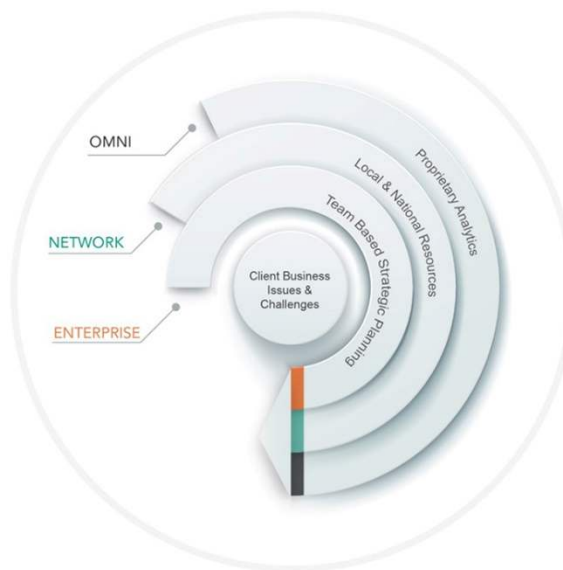 OMNI
NETWORK
ENTERPRISE
Client Business
Issues &
Challenges
Team Based Strategic Planning
Local & National Resources
Proprietary Analytics